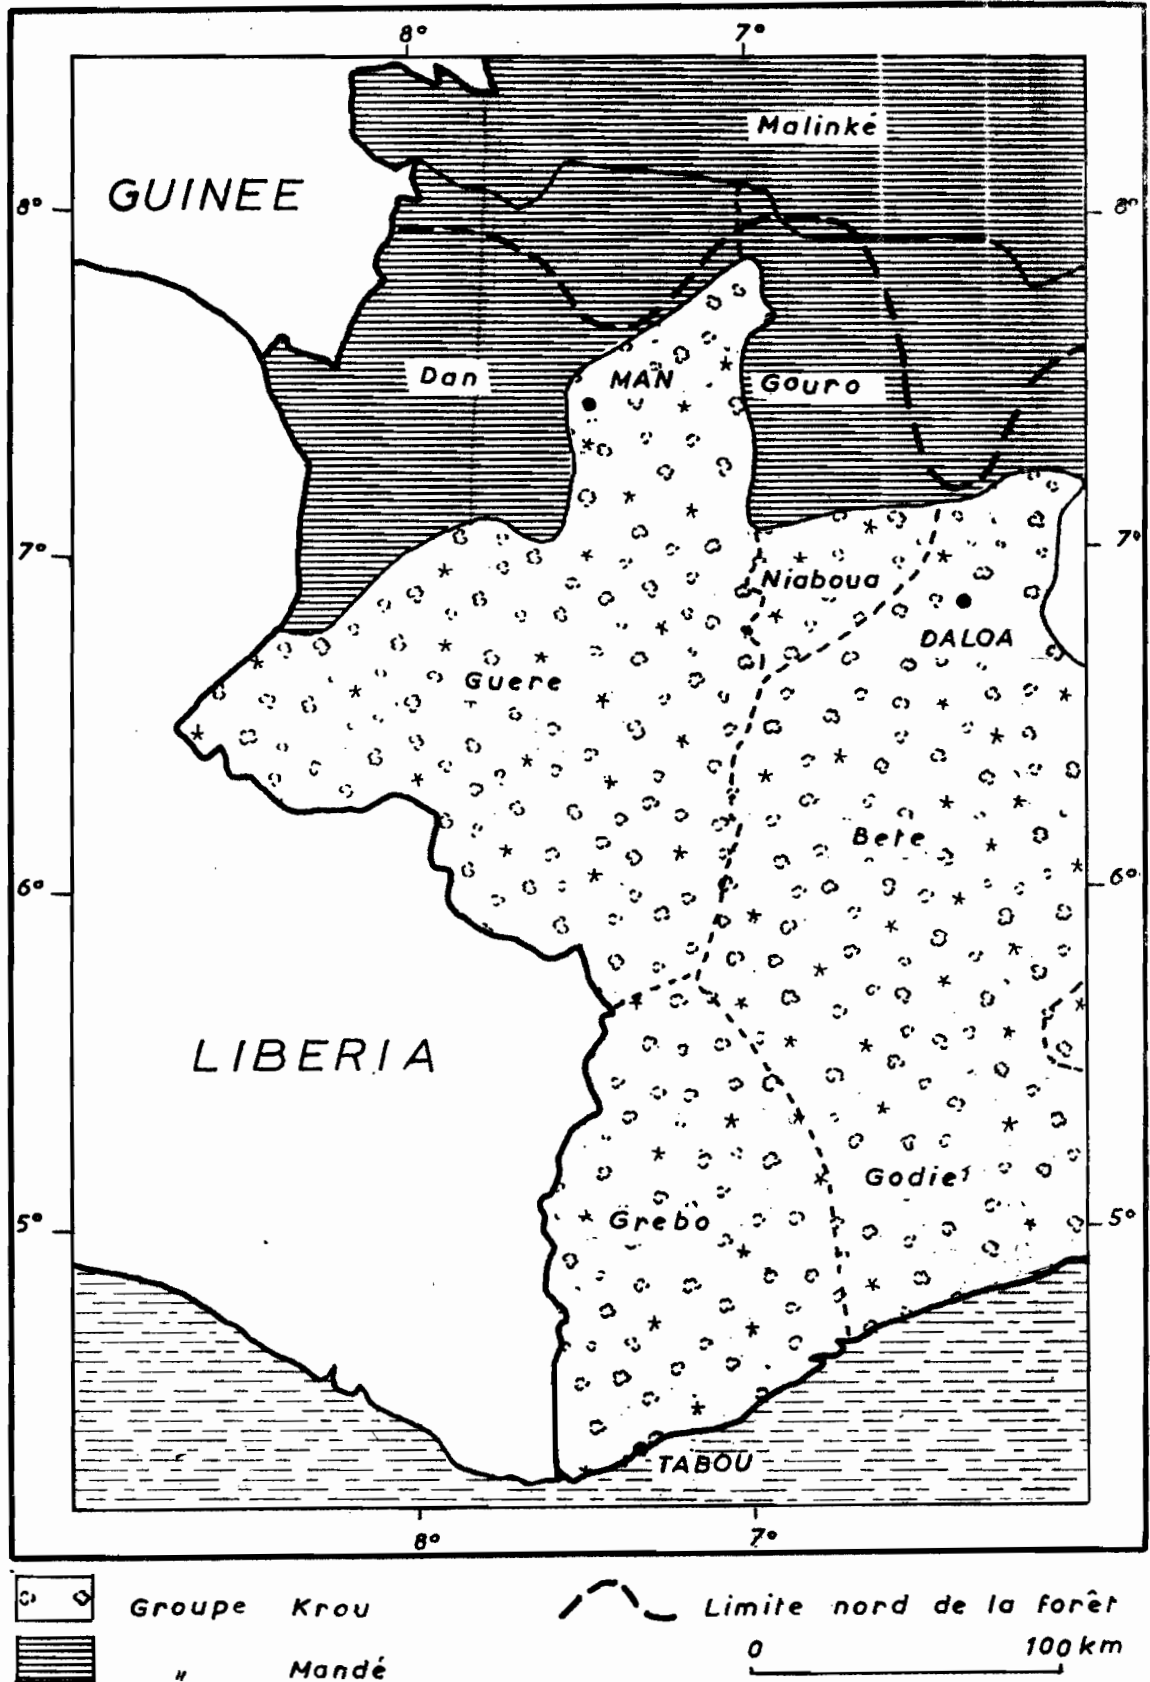 8° 7°
Malinké
GUINEE
8° 8°
Dan MAN Gouro
7° 7°
Niaboua
DALOA
Guere
Bete
6° 6°
LIBERIA
Godie
5° 5°
Grebo
TABOU
8° 7°
Groupe Krou
Limite nord de la forêt
" Mandé
0 100 km